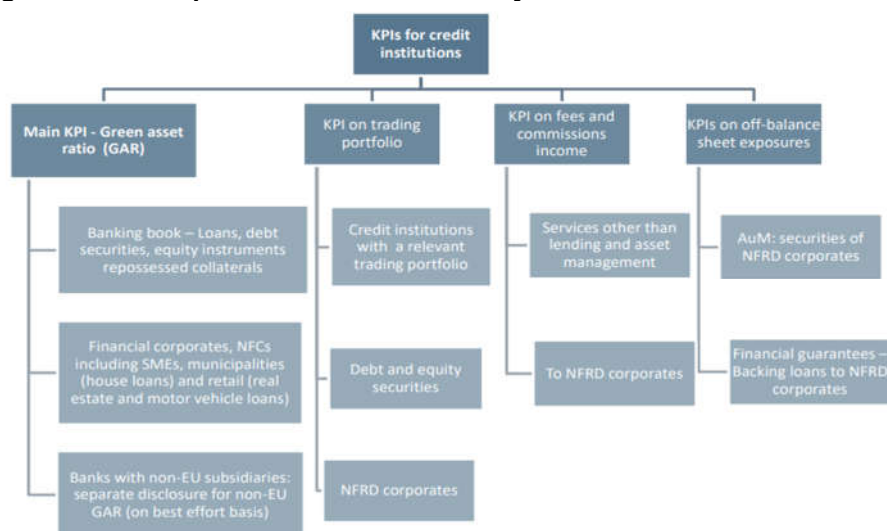 KPIs for credit
institutions
Main KPI - Green asset
ratio (GAR)
KPI on trading
portfolio
KPI on fees and
commissions
income
KPIs on off-balance
sheet exposures
Banking book – Loans, debt
securities, equity instruments
repossessed collaterals
Credit institutions
with a relevant
trading portfolio
Services other than
lending and asset
management
AuM: securities of
NFRD corporates
Financial corporates, NFCs
including SMEs, municipalities
(house loans) and retail (real
estate and motor vehicle loans)
Debt and equity
securities
To NFRD corporates
Financial guarantees –
Backing loans to NFRD
corporates
Banks with non-EU subsidiaries:
separate disclosure for non-EU
GAR (on best effort basis)
NFRD corporates